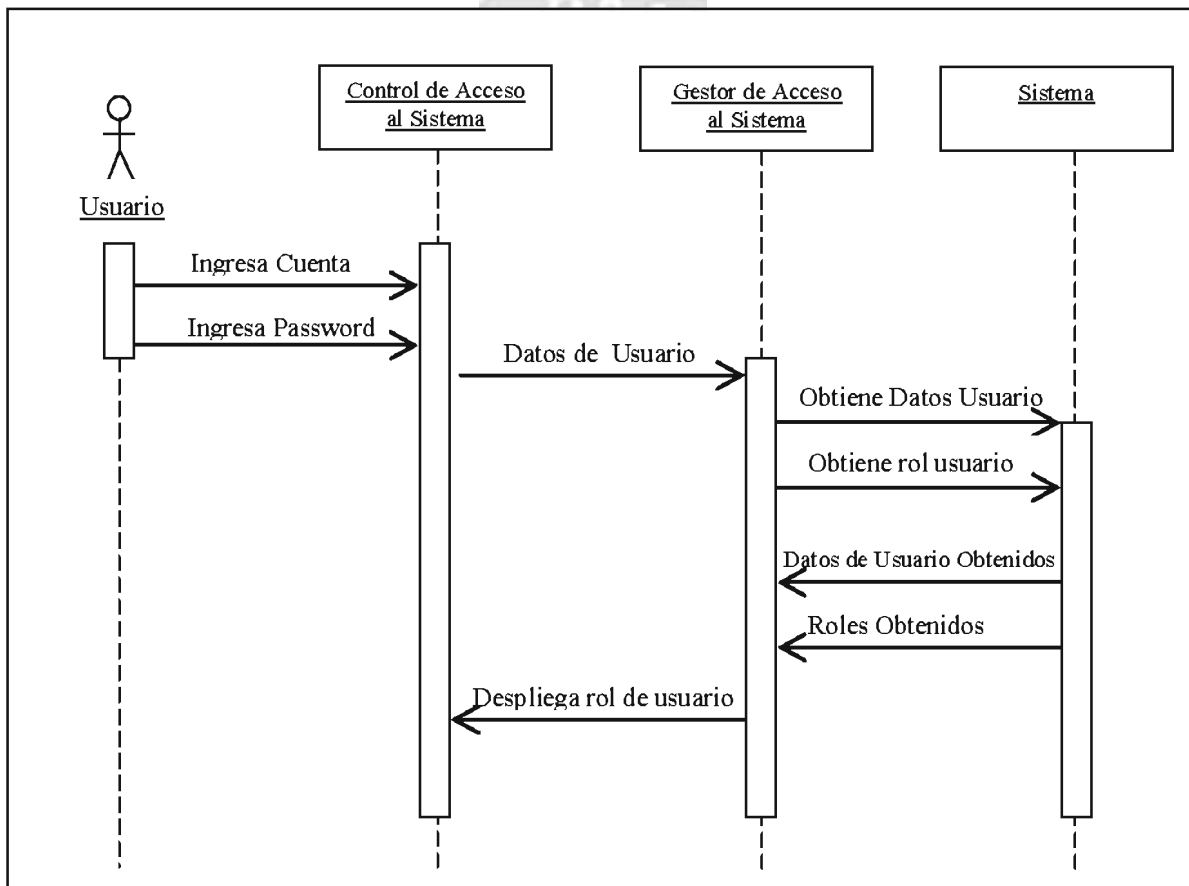 Control de Acceso
al Sistema
Gestor de Acceso
al Sistema
Sistema
Usuario
Ingresa Cuenta
Ingresa Password
Datos de Usuario
Obtiene Datos Usuario
Obtiene rol usuario
Datos de Usuario Obtenidos
Roles Obtenidos
Despliega rol de usuario